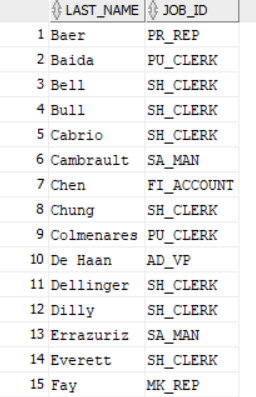 LAST_NAME JOB_ID
1 Baer PR_REP
2 Baida PU_CLERK
3 Bell SH_CLERK
4 Bull SH_CLERK
5 Cabrio SH_CLERK
6 Cambrault SA_MAN
7 Chen FI_ACCOUNT
8 Chung SH_CLERK
9 Colmenares PU_CLERK
10 De Haan AD_VP
11 Dellinger SH_CLERK
12 Dilly SH_CLERK
13 Errazuriz SA_MAN
14 Everett SH_CLERK
15 Fay MK_REP